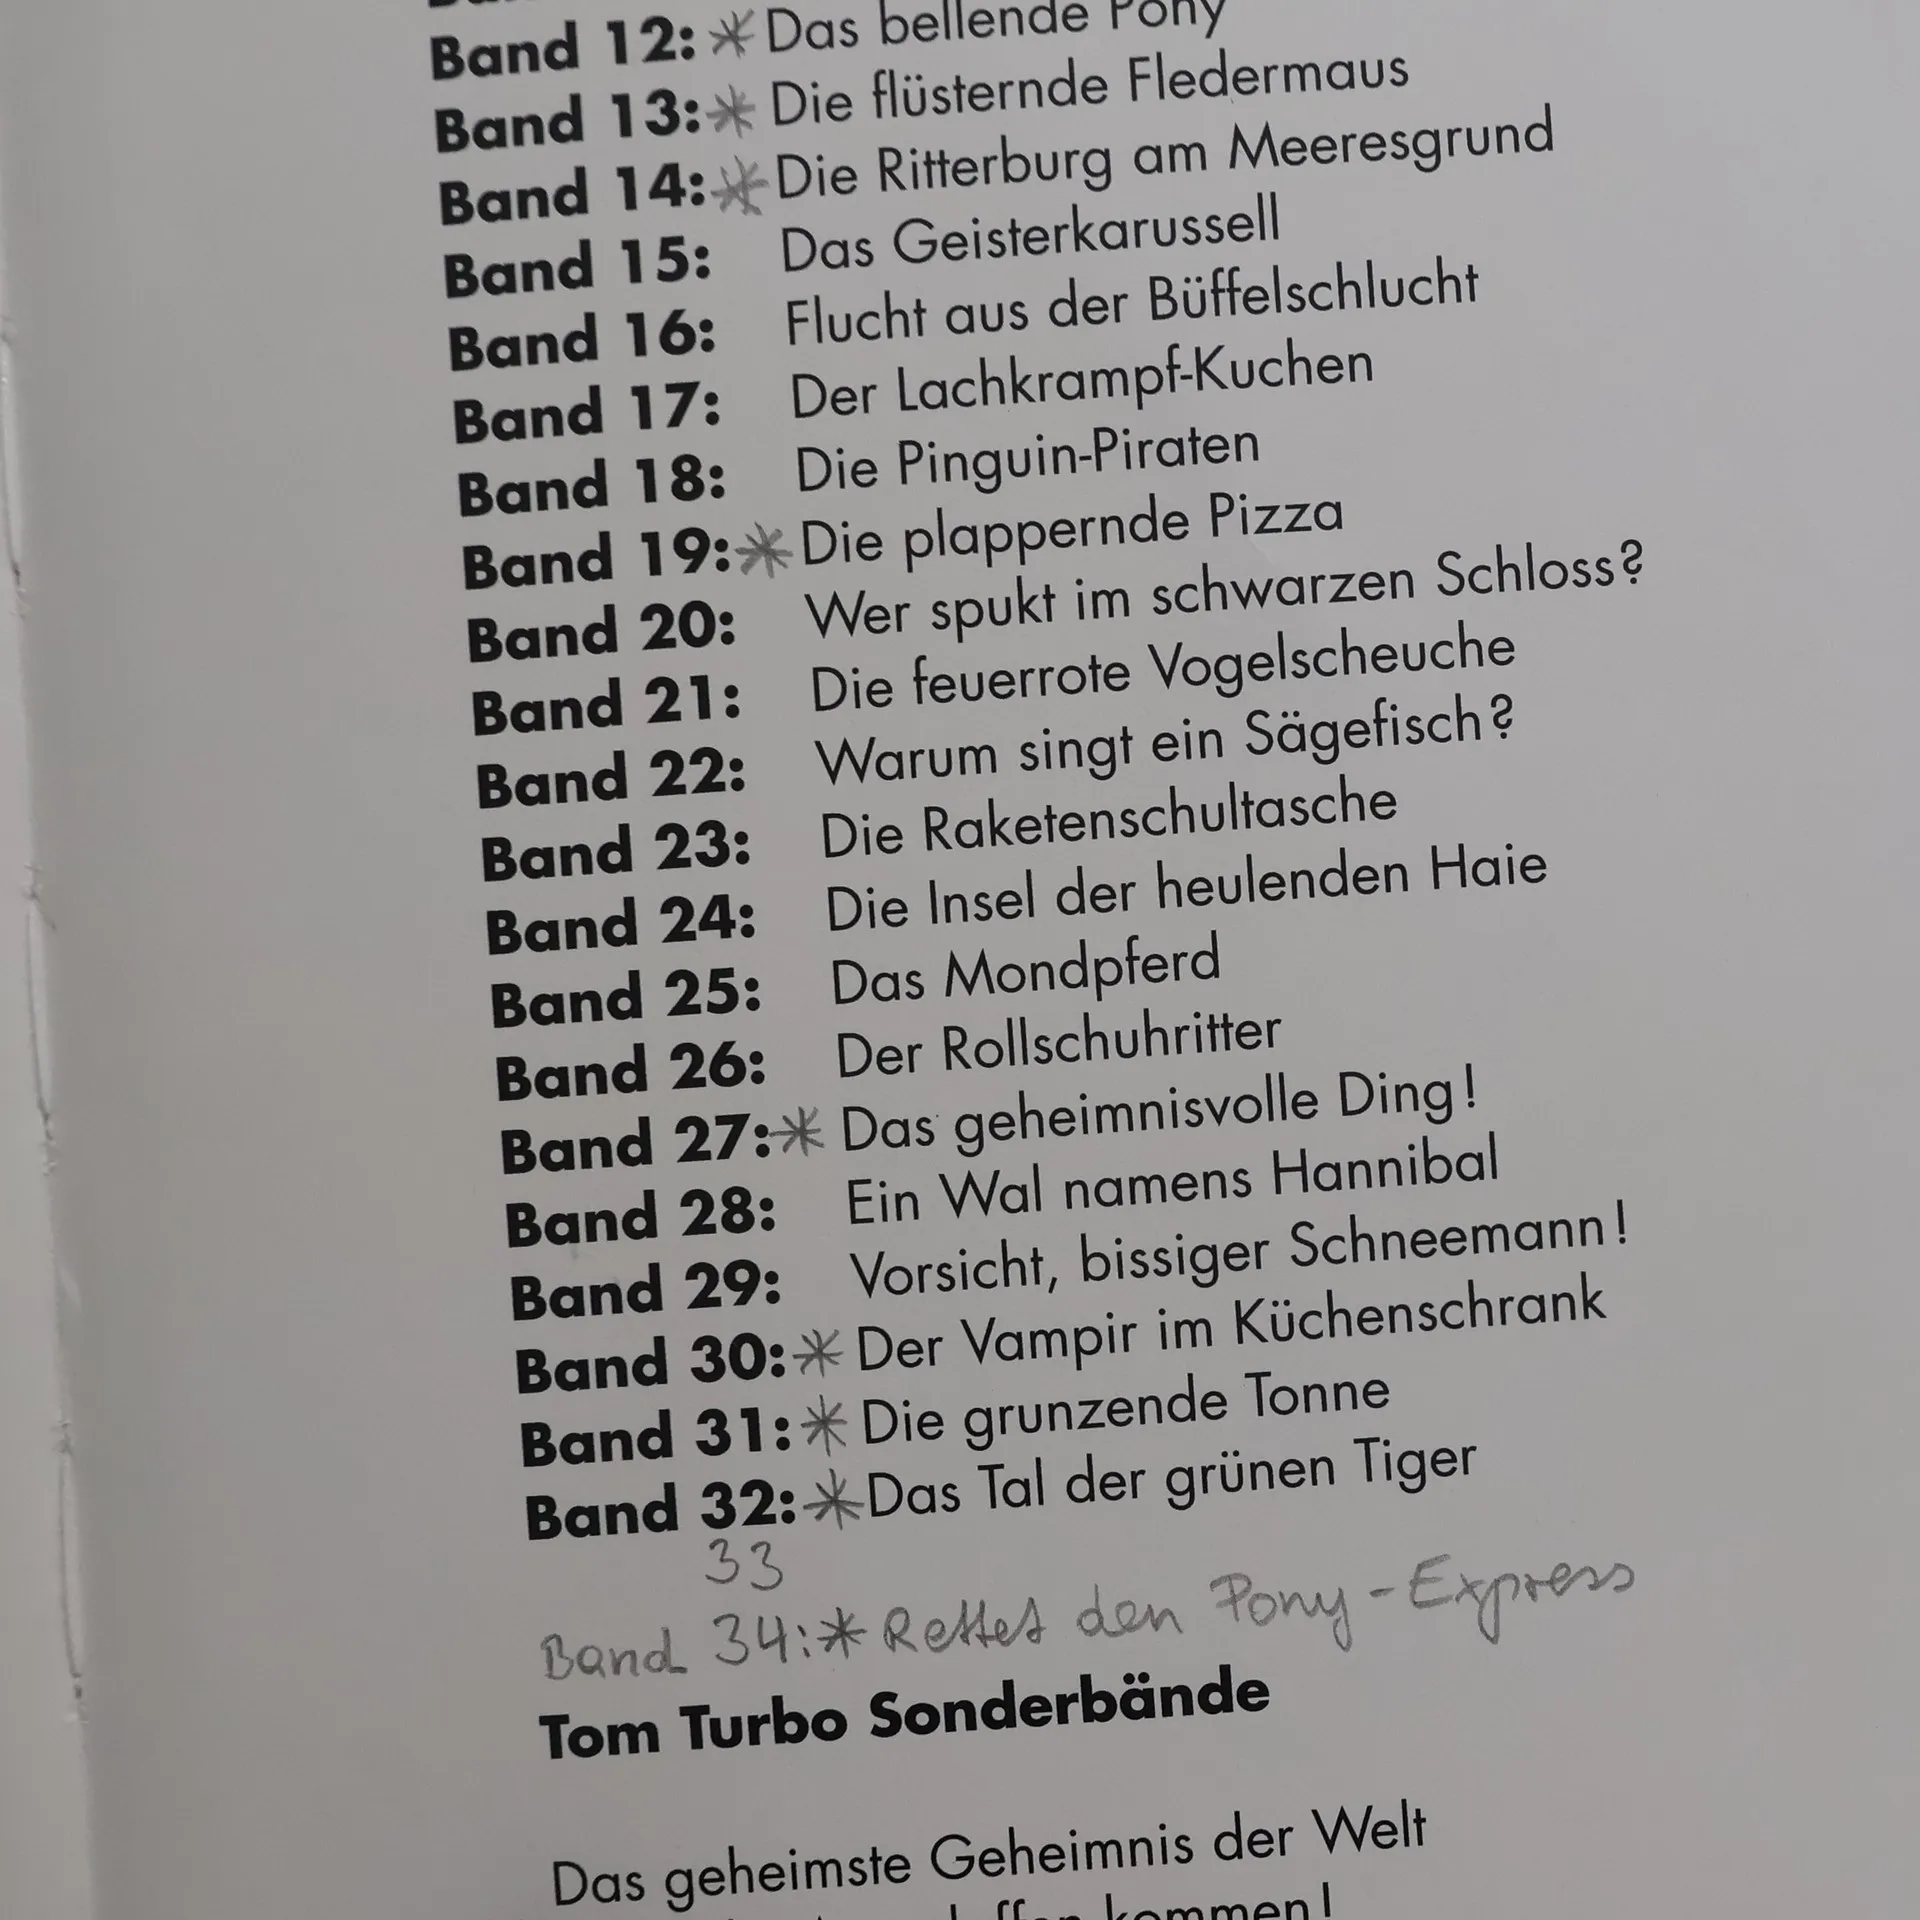 Band 12: * Das bellende Pony
Band 13: * Die flüsternde Fledermaus
Band 14: * Die Ritterburg am Meeresgrund
Band 15: Das Geisterkarussell
Band 16: Flucht aus der Büffelschlucht
Band 17: Der Lachkrampf-Kuchen
Band 18: Die Pinguin-Piraten
Band 19: * Die plappernde Pizza
Band 20: Wer spukt im schwarzen Schloss?
Band 21: Die feuerrote Vogelscheuche
Band 22: Warum singt ein Sägefisch?
Band 23: Die Raketenschultasche
Band 24: Die Insel der heulenden Haie
Band 25: Das Mondpferd
Band 26: Der Rollschuhritter
Band 27: * Das geheimnisvolle Ding!
Band 28: Ein Wal namens Hannibal
Band 29: Vorsicht, bissiger Schneemann!
Band 30: * Der Vampir im Küchenschrank
Band 31: * Die grunzende Tonne
Band 32: * Das Tal der grünen Tiger
33
Band 34: * Rettet den Pony-Express
Tom Turbo Sonderbände
Das geheimste Geheimnis der Welt
kommen!